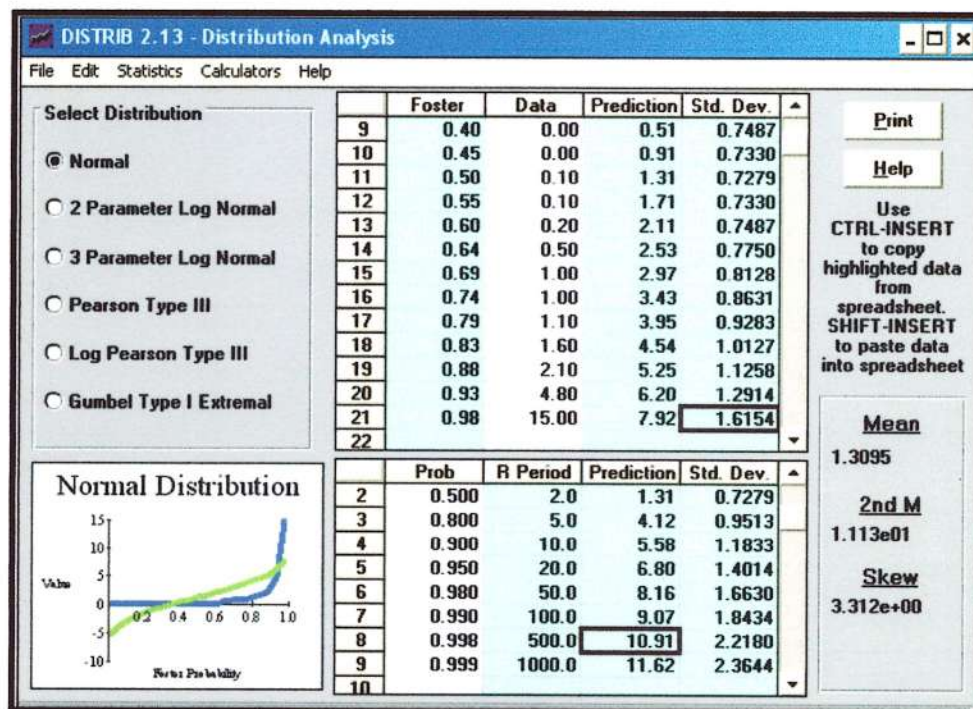 DISTRIB 2.13 - Distribution Analysis
File Edit Statistics Calculators Help
Select Distribution
Normal
2 Parameter Log Normal
3 Parameter Log Normal
Pearson Type III
Log Pearson Type III
Gumbel Type I Extremal
Foster Data Prediction Std. Dev.
9 0.40 0.00 0.51 0.7487
10 0.45 0.00 0.91 0.7330
11 0.50 0.10 1.31 0.7279
12 0.55 0.10 1.71 0.7330
13 0.60 0.20 2.11 0.7487
14 0.64 0.50 2.53 0.7750
15 0.69 1.00 2.97 0.8128
16 0.74 1.00 3.43 0.8631
17 0.79 1.10 3.95 0.9283
18 0.83 1.60 4.54 1.0127
19 0.88 2.10 5.25 1.1258
20 0.93 4.80 6.20 1.2914
21 0.98 15.00 7.92 1.6154
22
Print
Help
Use
CTRL-INSERT
to copy
highlighted data
from
spreadsheet.
SHIFT-INSERT
to paste data
into spreadsheet
Normal Distribution
15
10
5
Value
0
0.2 0.4 0.6 0.8 1.0
-5
-10
Foster Probability
Prob R Period Prediction Std. Dev.
2 0.500 2.0 1.31 0.7279
3 0.800 5.0 4.12 0.9513
4 0.900 10.0 5.58 1.1833
5 0.950 20.0 6.80 1.4014
6 0.980 50.0 8.16 1.6630
7 0.990 100.0 9.07 1.8434
8 0.998 500.0 10.91 2.2180
9 0.999 1000.0 11.62 2.3644
10
Mean
1.3095
2nd M
1.113e01
Skew
3.312e+00